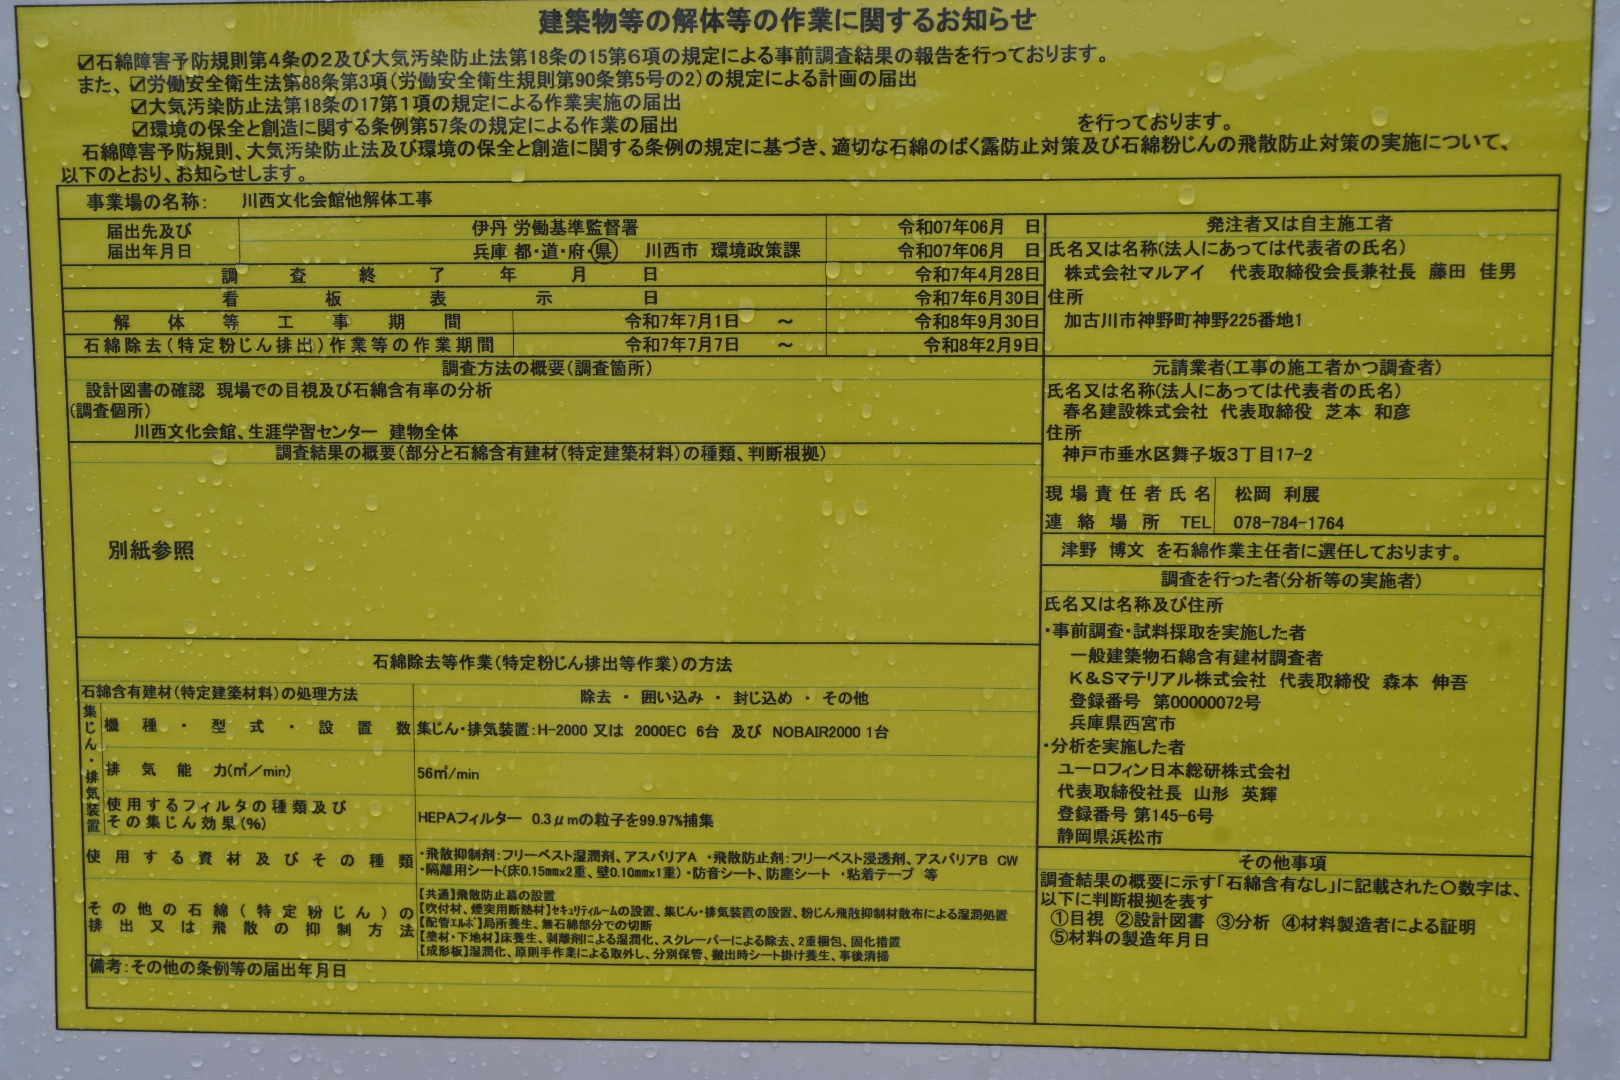 建築物等の解体等の作業に関するお知らせ
☑石綿障害予防規則第4条の2及び大気汚染防止法第18条の15第6項の規定による事前調査結果の報告を行っております。
また、☑労働安全衛生法第88条第3項(労働安全衛生規則第90条第5号の2)の規定による計画の届出
☑大気汚染防止法第18条の17第1項の規定による作業実施の届出
☑環境の保全と創造に関する条例第57条の規定による作業の届出 を行っております。
石綿障害予防規則、大気汚染防止法及び環境の保全と創造に関する条例の規定に基づき、適切な石綿のばく露防止対策及び石綿粉じんの飛散防止対策の実施について、
以下のとおり、お知らせします。
事業場の名称: 川西文化会館他解体工事
届出先及び
届出年月日
伊丹 労働基準監督署 令和07年06月 日
兵庫 都・道・府・県 川西市 環境政策課 令和07年06月 日
調査終了年月日 令和7年4月28日
看板表示日 令和7年6月30日
解体等工事期間 令和7年7月1日 ～ 令和8年9月30日
石綿除去(特定粉じん排出)作業等の作業期間 令和7年7月7日 ～ 令和8年2月9日
調査方法の概要(調査箇所)
設計図書の確認 現場での目視及び石綿含有率の分析
(調査個所)
川西文化会館、生涯学習センター 建物全体
調査結果の概要(部分と石綿含有建材(特定建築材料)の種類、判断根拠)
別紙参照
石綿除去等作業(特定粉じん排出等作業)の方法
石綿含有建材(特定建築材料)の処理方法 除去 ・ 囲い込み ・ 封じ込め ・ その他
集じん・排気装置
機種・型式・設置数 集じん・排気装置:H-2000 又は 2000EC 6台 及び NOBAIR2000 1台
排気能力(㎥/min) 56㎥/min
使用するフィルタの種類及び
その集じん効果(%)
HEPAフィルター 0.3μmの粒子を99.97%捕集
使用する資材及びその種類
・飛散抑制剤:フリーベスト湿潤剤、アスバリアA ・飛散防止剤:フリーベスト浸透剤、アスバリアB CW
・隔離用シート(床0.15mmx2重、壁0.10mmx1重)・防音シート、防塵シート ・粘着テープ 等
その他の石綿(特定粉じん)の
排出又は飛散の抑制方法
【共通】飛散防止幕の設置
【吹付材、煙突用断熱材】セキュリティルームの設置、集じん・排気装置の設置、粉じん飛散抑制材散布による湿潤処置
【配管エルボ】局所養生、無石綿部分での切断
【塗材・下地材】床養生、剥離剤による湿潤化、スクレーパーによる除去、2重梱包、固化措置
【成形板】湿潤化、原則手作業による取外し、分別保管、搬出時シート掛け養生、事後清掃
備考:その他の条例等の届出年月日
発注者又は自主施工者
氏名又は名称(法人にあっては代表者の氏名)
株式会社マルアイ 代表取締役会長兼社長 藤田 佳男
住所
加古川市神野町神野225番地1
元請業者(工事の施工者かつ調査者)
氏名又は名称(法人にあっては代表者の氏名)
春名建設株式会社 代表取締役 芝本 和彦
住所
神戸市垂水区舞子坂3丁目17-2
現場責任者氏名 松岡 利展
連絡場所 TEL 078-784-1764
津野 博文 を石綿作業主任者に選任しております。
調査を行った者(分析等の実施者)
氏名又は名称及び住所
・事前調査・試料採取を実施した者
一般建築物石綿含有建材調査者
K&Sマテリアル株式会社 代表取締役 森本 伸吾
登録番号 第00000072号
兵庫県西宮市
・分析を実施した者
ユーロフィン日本総研株式会社
代表取締役社長 山形 英輝
登録番号 第145-6号
静岡県浜松市
その他事項
調査結果の概要に示す「石綿含有なし」に記載された〇数字は、
以下に判断根拠を表す
①目視 ②設計図書 ③分析 ④材料製造者による証明
⑤材料の製造年月日